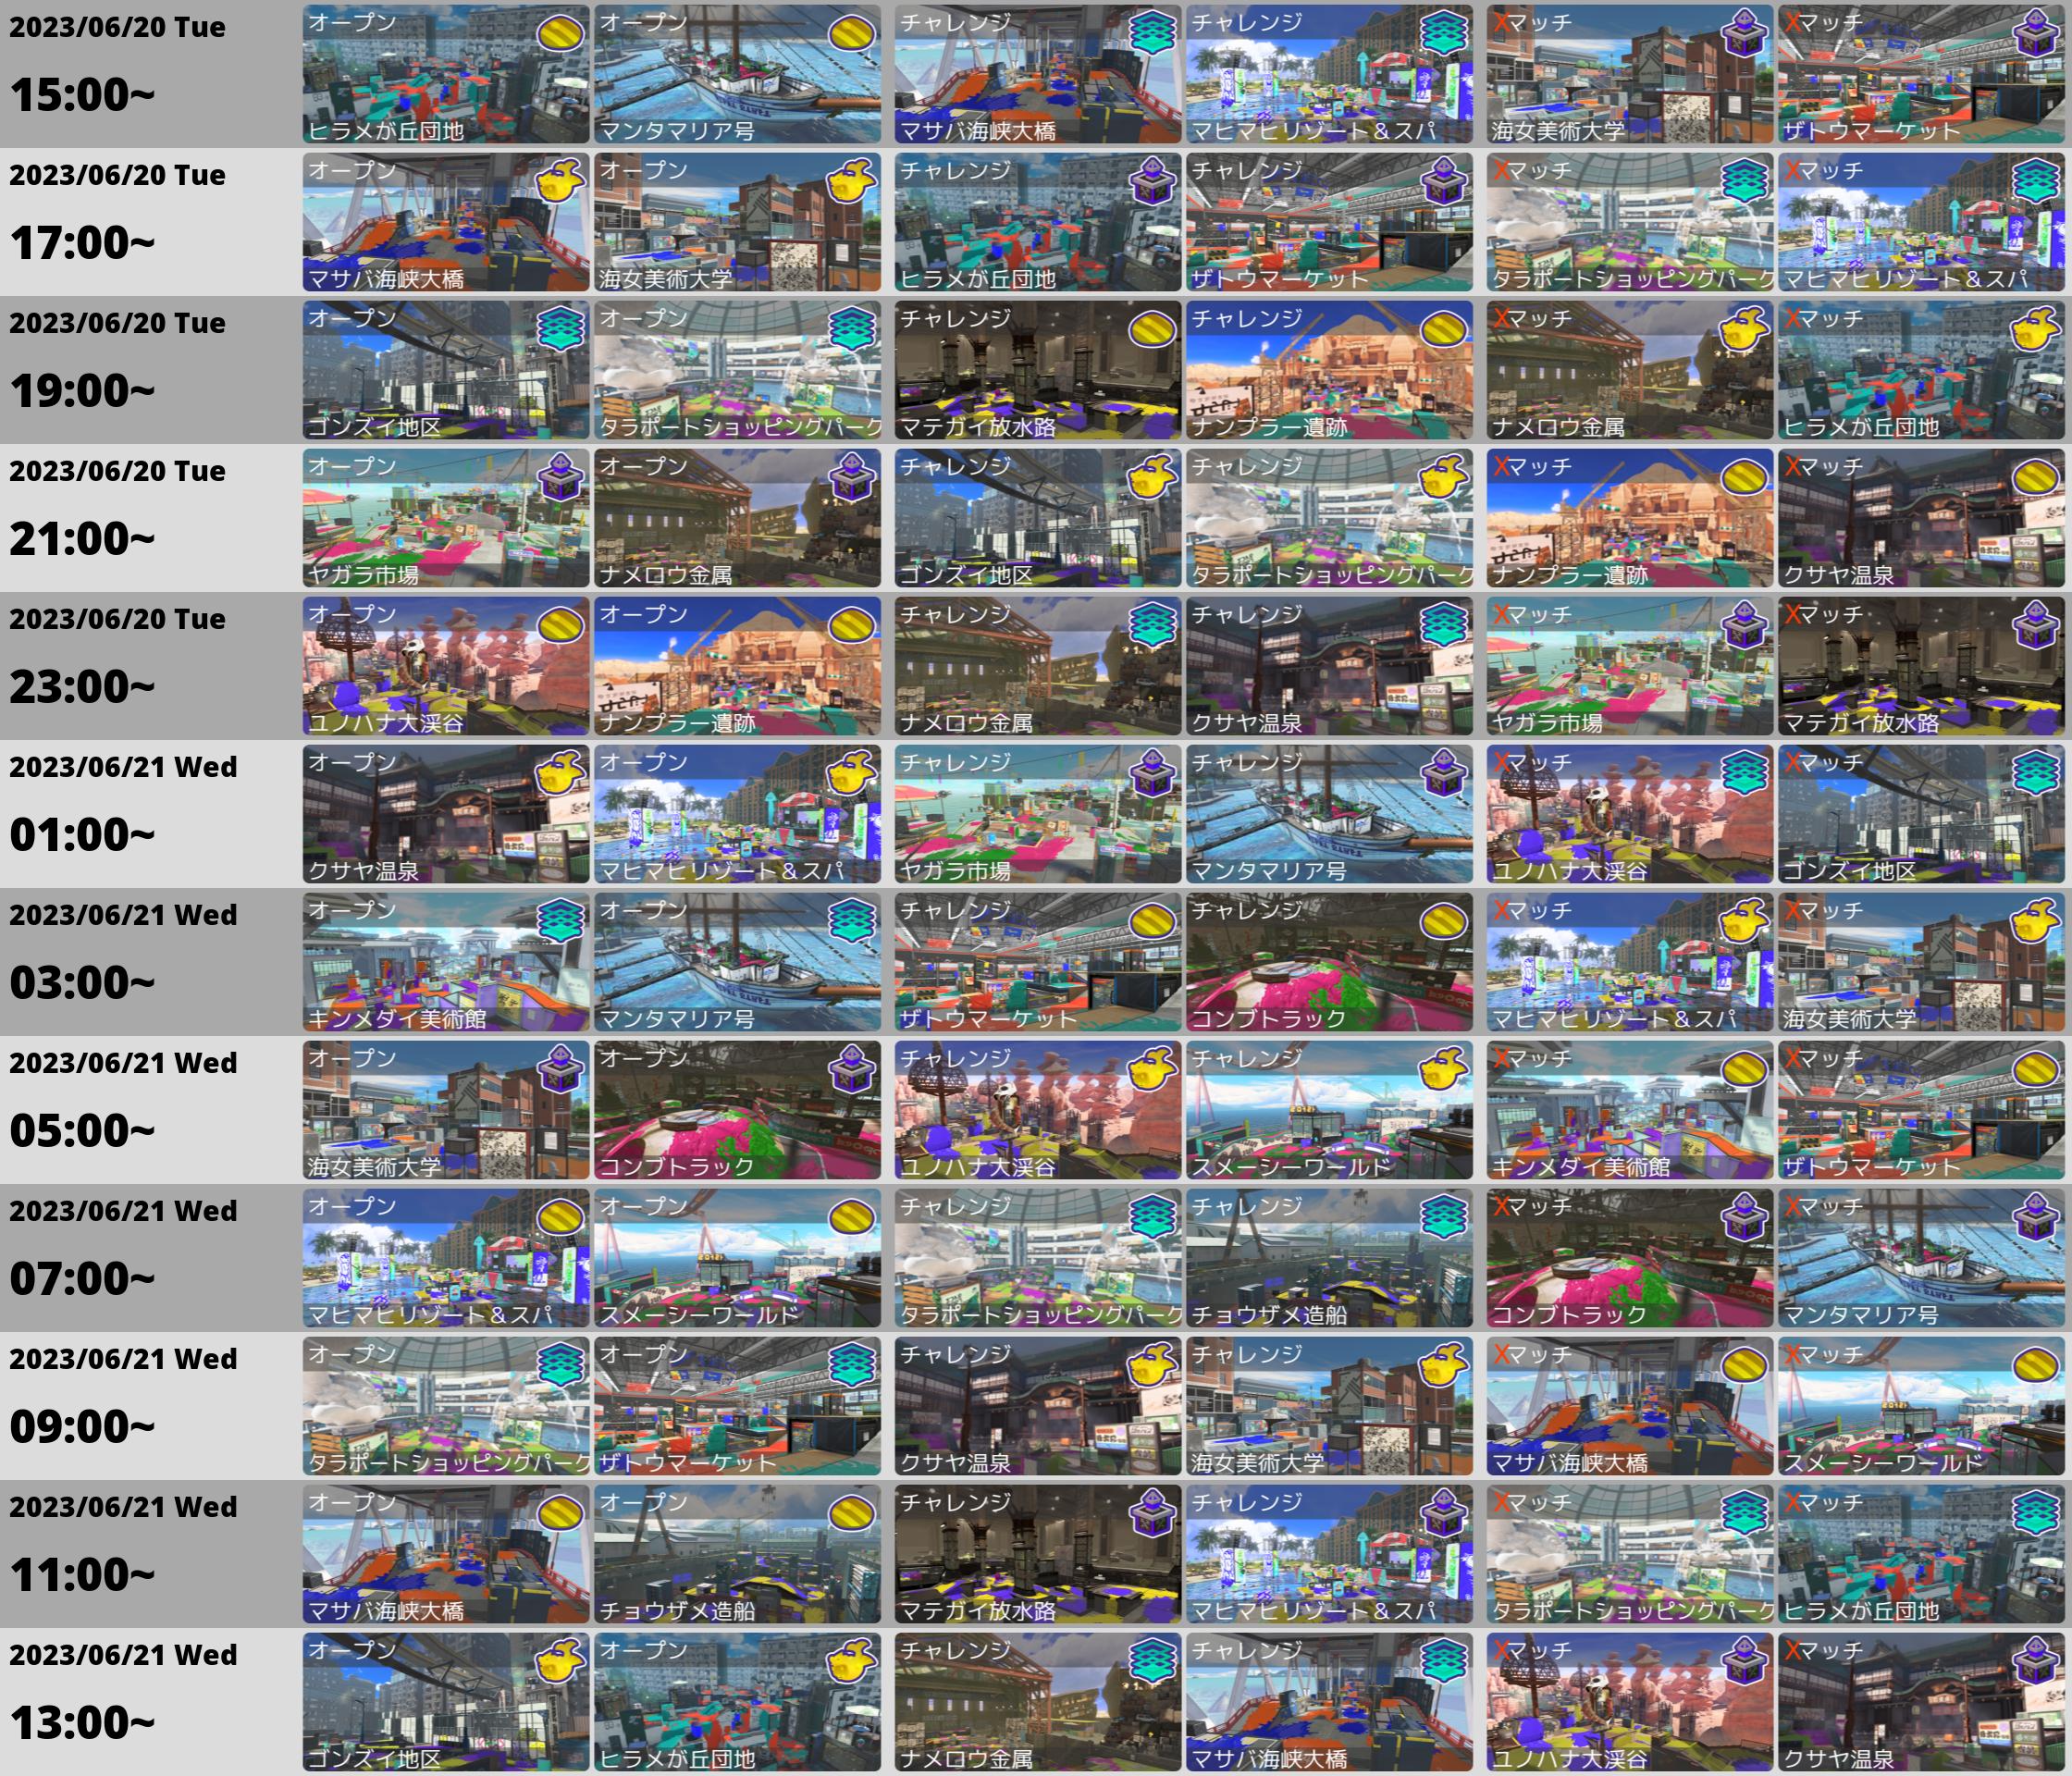 2023/06/20 Tue
15:00~
オープン オープン チャレンジ チャレンジ Xマッチ Xマッチ
ヒラメが丘団地 マンタマリア号 マサバ海峡大橋 マヒマヒリゾート＆スパ 海女美術大学 ザトウマーケット
2023/06/20 Tue
17:00~
オープン オープン チャレンジ チャレンジ Xマッチ Xマッチ
マサバ海峡大橋 海女美術大学 ヒラメが丘団地 ザトウマーケット タラポートショッピングパーク マヒマヒリゾート＆スパ
2023/06/20 Tue
19:00~
オープン オープン チャレンジ チャレンジ Xマッチ Xマッチ
ゴンズイ地区 タラポートショッピングパーク マテガイ放水路 ナンプラー遺跡 ナメロウ金属 ヒラメが丘団地
2023/06/20 Tue
21:00~
オープン オープン チャレンジ チャレンジ Xマッチ Xマッチ
ヤガラ市場 ナメロウ金属 ゴンズイ地区 タラポートショッピングパーク ナンプラー遺跡 クサヤ温泉
2023/06/20 Tue
23:00~
オープン オープン チャレンジ チャレンジ Xマッチ Xマッチ
ユノハナ大渓谷 ナンプラー遺跡 ナメロウ金属 クサヤ温泉 ヤガラ市場 マテガイ放水路
2023/06/21 Wed
01:00~
オープン オープン チャレンジ チャレンジ Xマッチ Xマッチ
クサヤ温泉 マヒマヒリゾート＆スパ ヤガラ市場 マンタマリア号 ユノハナ大渓谷 ゴンズイ地区
2023/06/21 Wed
03:00~
オープン オープン チャレンジ チャレンジ Xマッチ Xマッチ
キンメダイ美術館 マンタマリア号 ザトウマーケット コンブトラック マヒマヒリゾート＆スパ 海女美術大学
2023/06/21 Wed
05:00~
オープン オープン チャレンジ チャレンジ Xマッチ Xマッチ
海女美術大学 コンブトラック ユノハナ大渓谷 スメーシーワールド キンメダイ美術館 ザトウマーケット
2023/06/21 Wed
07:00~
オープン オープン チャレンジ チャレンジ Xマッチ Xマッチ
マヒマヒリゾート＆スパ スメーシーワールド タラポートショッピングパーク チョウザメ造船 コンブトラック マンタマリア号
2023/06/21 Wed
09:00~
オープン オープン チャレンジ チャレンジ Xマッチ Xマッチ
タラポートショッピングパーク ザトウマーケット クサヤ温泉 海女美術大学 マサバ海峡大橋 スメーシーワールド
2023/06/21 Wed
11:00~
オープン オープン チャレンジ チャレンジ Xマッチ Xマッチ
マサバ海峡大橋 チョウザメ造船 マテガイ放水路 マヒマヒリゾート＆スパ タラポートショッピングパーク ヒラメが丘団地
2023/06/21 Wed
13:00~
オープン オープン チャレンジ チャレンジ Xマッチ Xマッチ
ゴンズイ地区 ヒラメが丘団地 ナメロウ金属 マサバ海峡大橋 ユノハナ大渓谷 クサヤ温泉